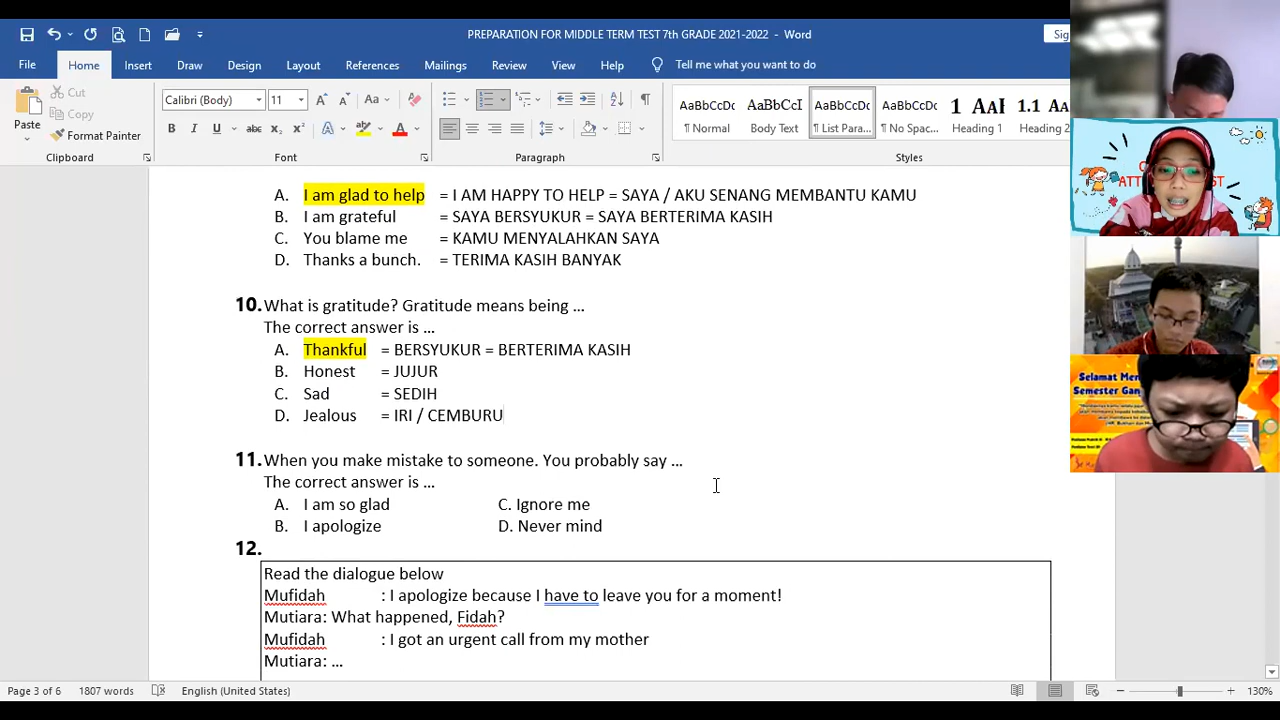 PREPARATION FOR MIDDLE TERM TEST 7th GRADE 2021-2022 - Word
File Home Insert Draw Design Layout References Mailings Review View Help Tell me what you want to do
Paste
Cut
Copy
Format Painter
Calibri (Body) 11
AaBbCcDc AaBbCcI AaBbCcDc AaBbCcDc 1 AaI 1.1 AaB
¶ Normal Body Text ¶ List Para... ¶ No Spac... Heading 1 Heading 2
Clipboard Font Paragraph Styles
A. I am glad to help = I AM HAPPY TO HELP = SAYA / AKU SENANG MEMBANTU KAMU
B. I am grateful = SAYA BERSYUKUR = SAYA BERTERIMA KASIH
C. You blame me = KAMU MENYALAHKAN SAYA
D. Thanks a bunch. = TERIMA KASIH BANYAK
10. What is gratitude? Gratitude means being ...
The correct answer is ...
A. Thankful = BERSYUKUR = BERTERIMA KASIH
B. Honest = JUJUR
C. Sad = SEDIH
D. Jealous = IRI / CEMBURU
11. When you make mistake to someone. You probably say ...
The correct answer is ...
A. I am so glad C. Ignore me
B. I apologize D. Never mind
12.
Read the dialogue below
Mufidah : I apologize because I have to leave you for a moment!
Mutiara: What happened, Fidah?
Mufidah : I got an urgent call from my mother
Mutiara: ...
Page 3 of 6 1807 words English (United States) 130%
Selamat
Semester